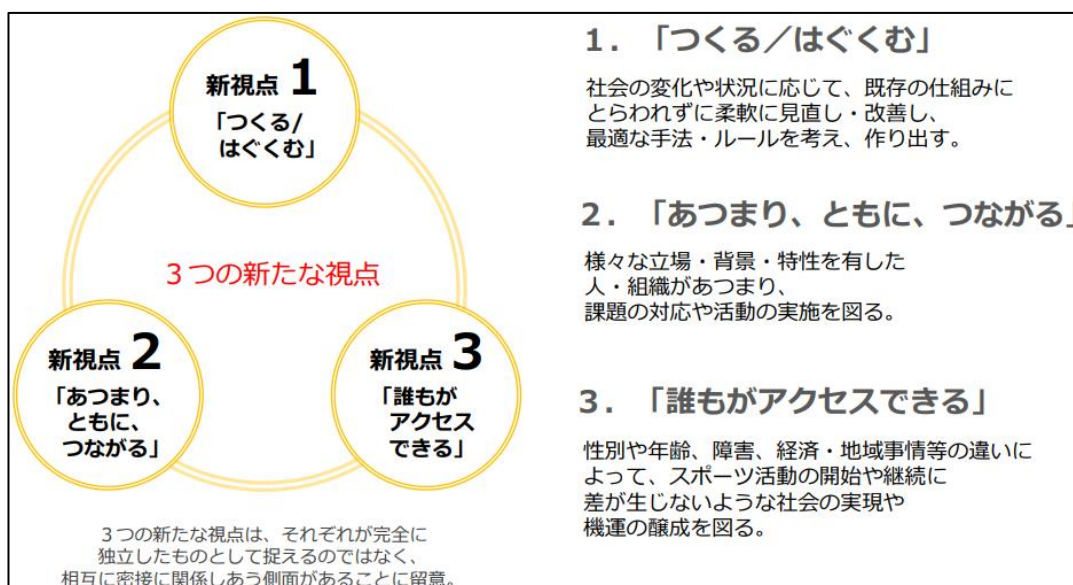 新視点 1
「つくる/
はぐくむ」
3つの新たな視点
新視点 2
「あつまり、
ともに、
つながる」
新視点 3
「誰もが
アクセス
できる」
3つの新たな視点は、それぞれが完全に
独立したものとして捉えるのではなく、
相互に密接に関係しあう側面があることに留意。
1.「つくる/はぐくむ」
社会の変化や状況に応じて、既存の仕組みに
とらわれずに柔軟に見直し・改善し、
最適な手法・ルールを考え、作り出す。
2.「あつまり、ともに、つながる」
様々な立場・背景・特性を有した
人・組織があつまり、
課題の対応や活動の実施を図る。
3.「誰もがアクセスできる」
性別や年齢、障害、経済・地域事情等の違いに
よって、スポーツ活動の開始や継続に
差が生じないような社会の実現や
機運の醸成を図る。